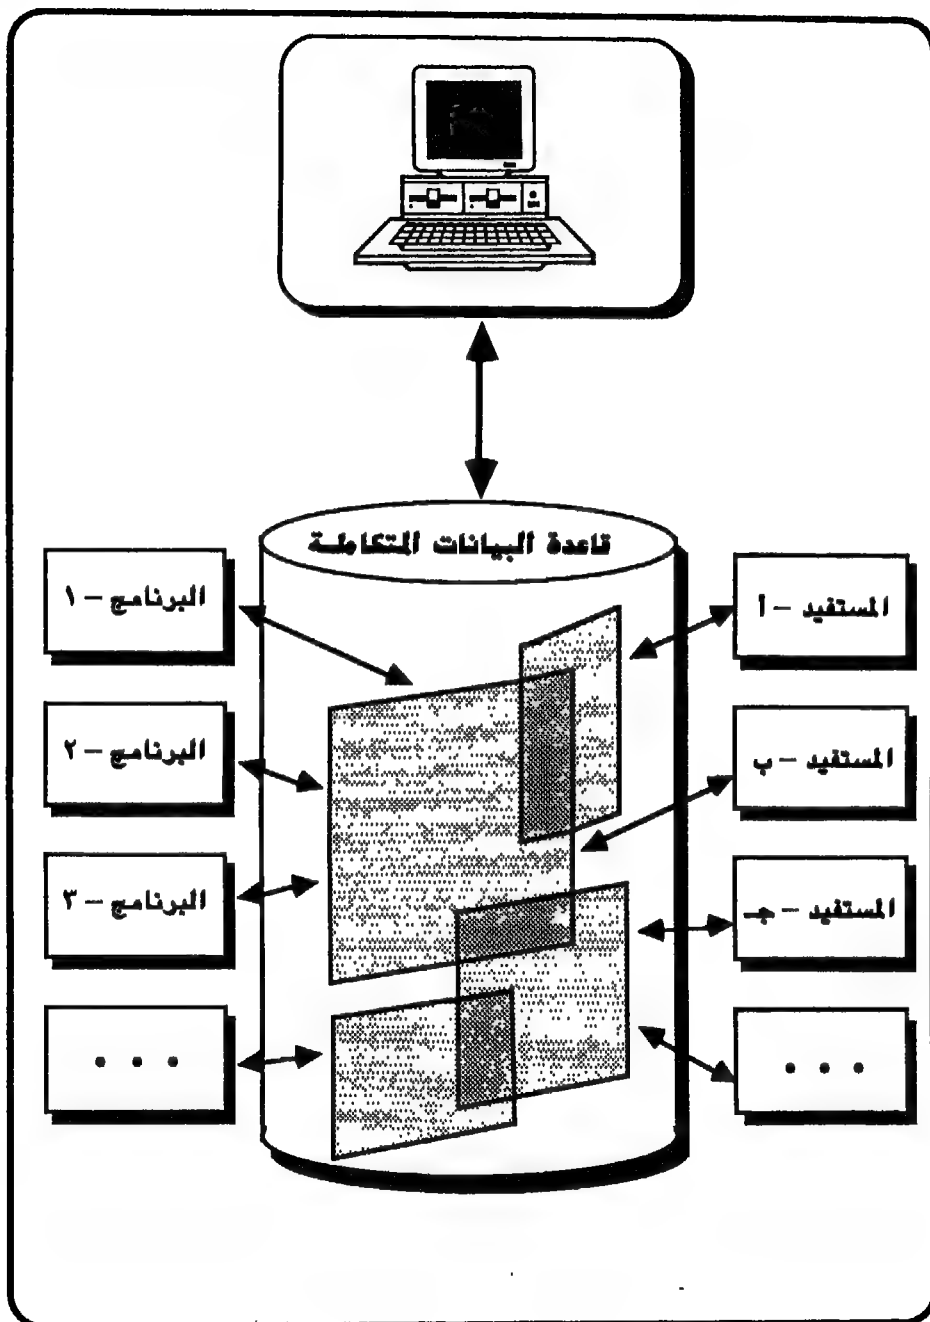 قاعدة البيانات المتكاملة
المستفيد - أ
البرنامج - ١
المستفيد - ب
البرنامج - ٢
المستفيد - جـ
البرنامج - ٣
• • •
• • •